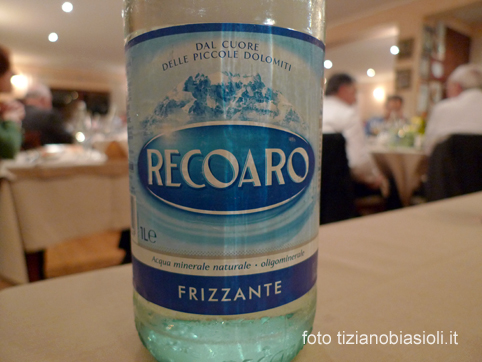 DAL CUORE
DELLE PICCOLE DOLOMITI
RECOARO
1L e
Acqua minerale naturale • oligominerale
FRIZZANTE
foto tizianobiasioli.it